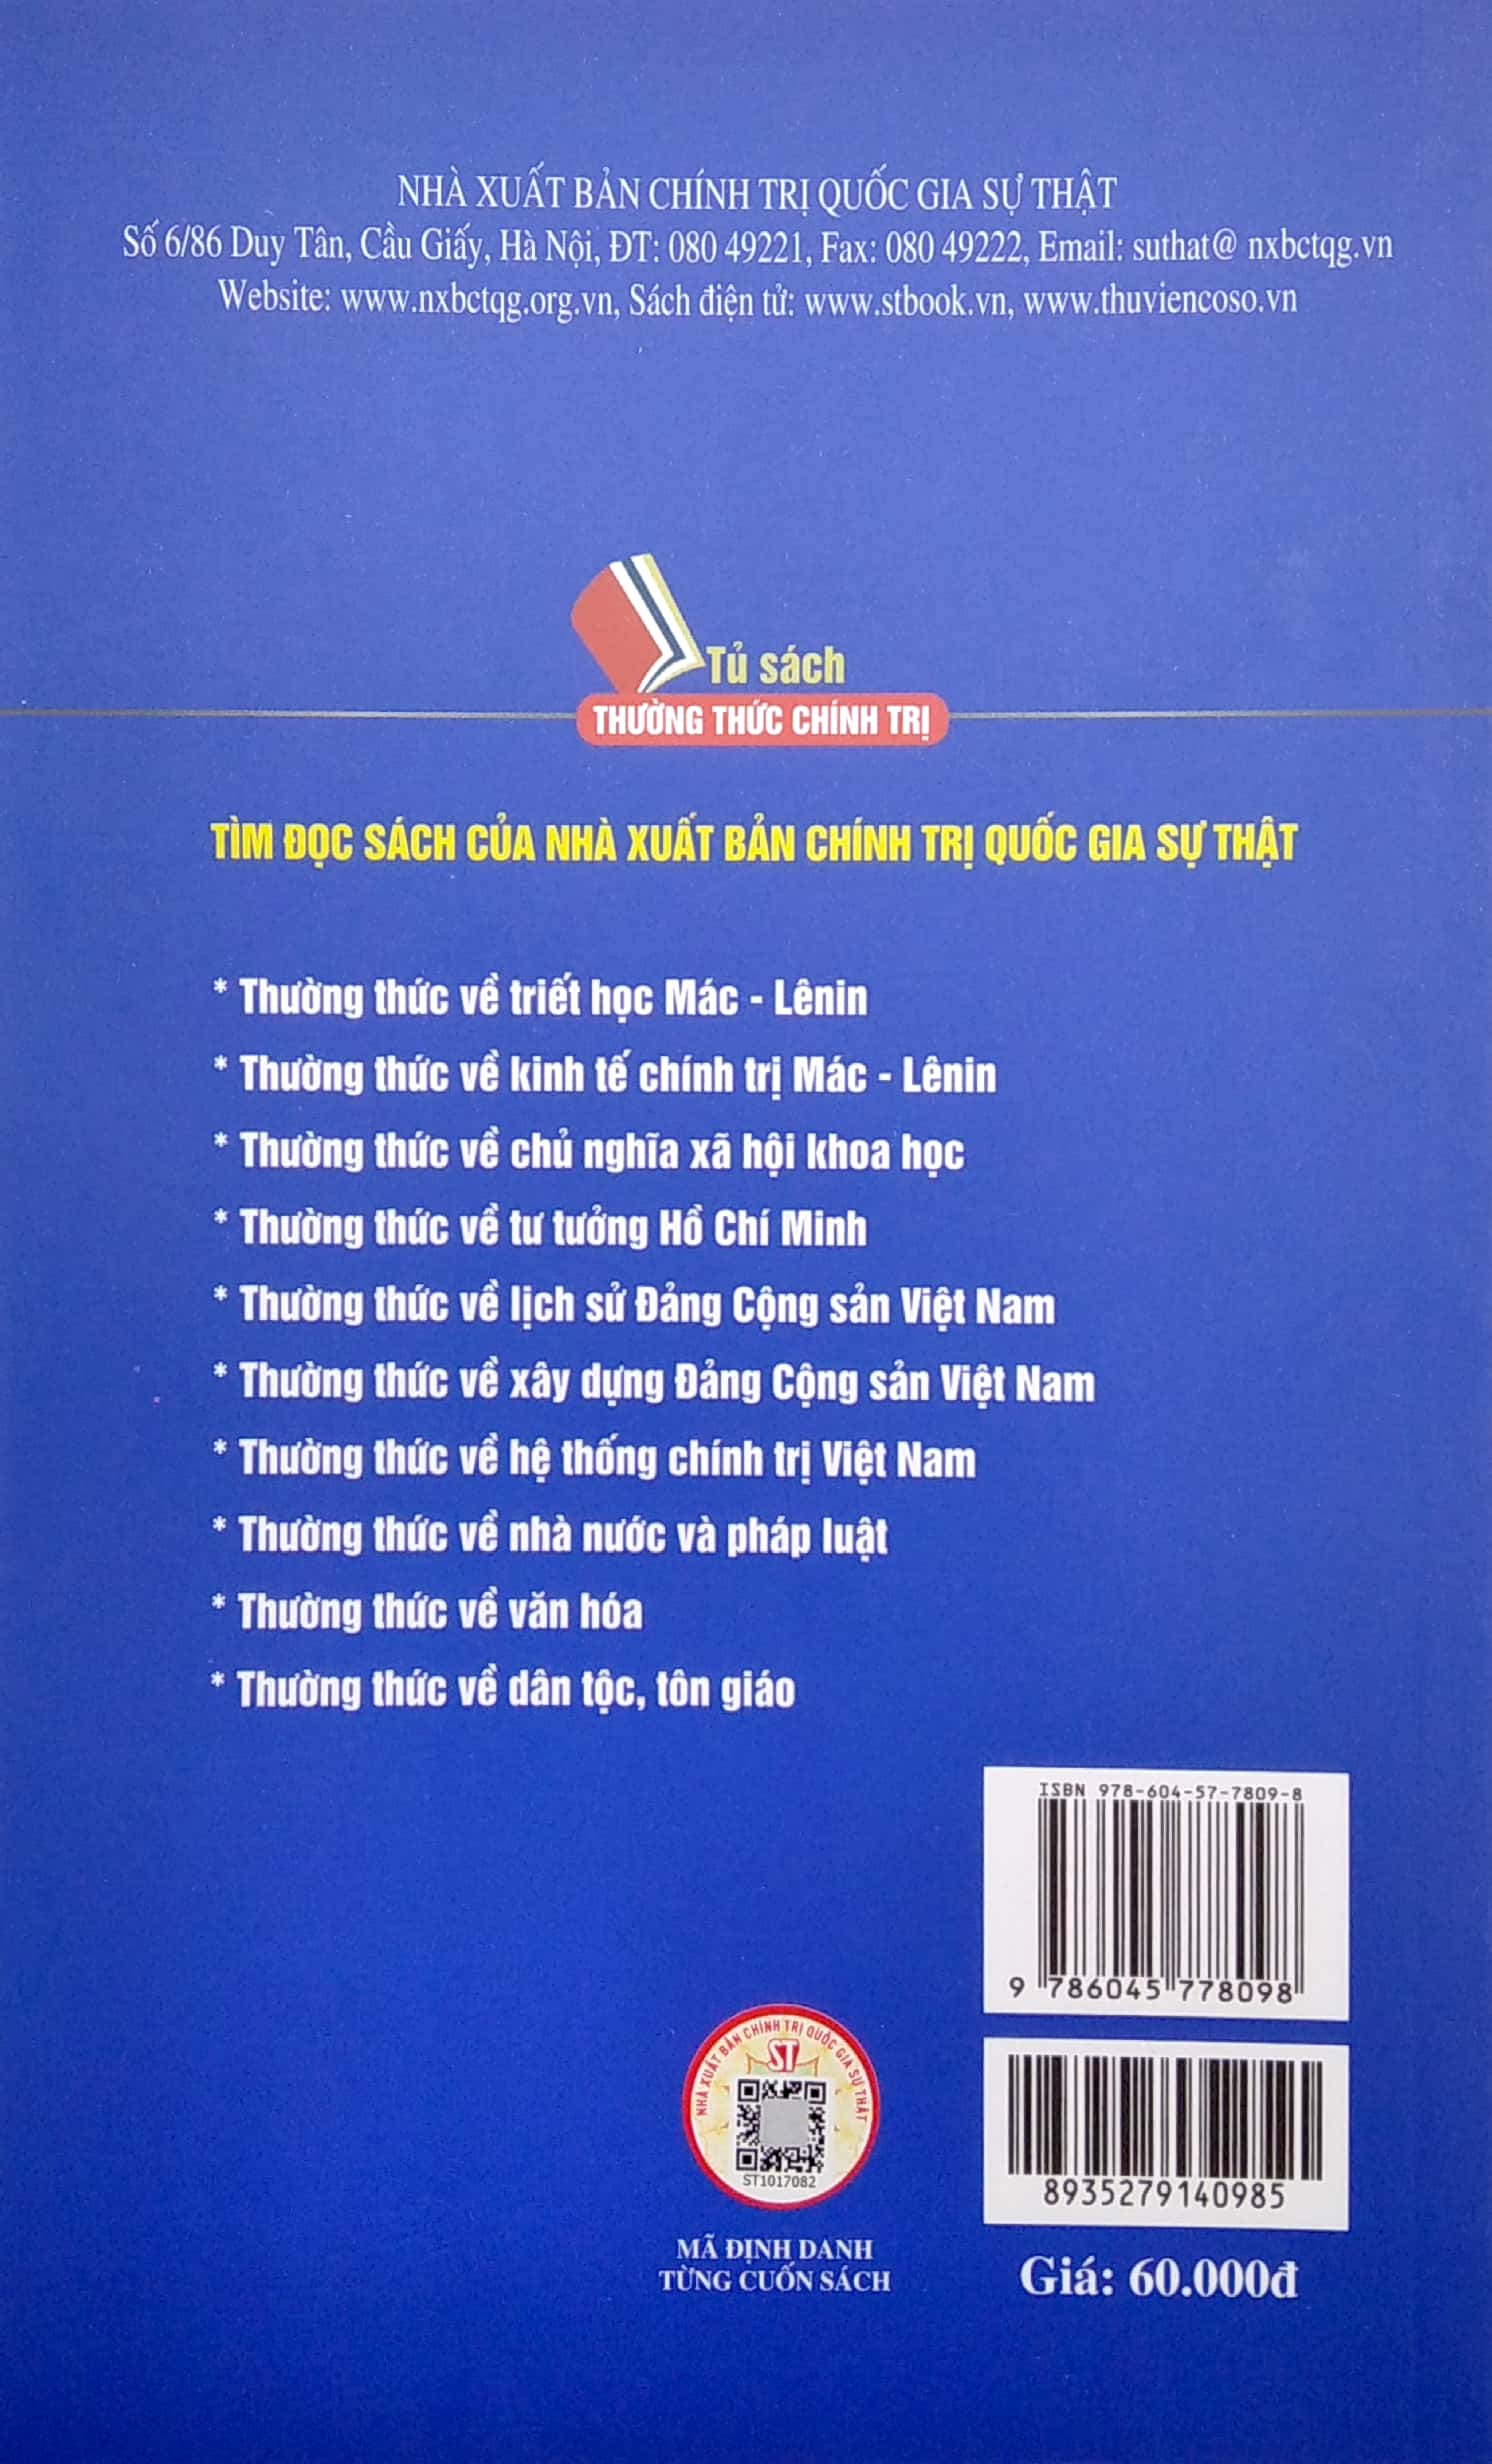 NHÀ XUẤT BẢN CHÍNH TRỊ QUỐC GIA SỰ THẬT
Số 6/86 Duy Tân, Cầu Giấy, Hà Nội, ĐT: 080 49221, Fax: 080 49222, Email: suthat@ nxbctqg.vn
Website: www.nxbctqg.org.vn, Sách điện tử: www.stbook.vn, www.thuviencoso.vn
Tủ sách
THƯỜNG THỨC CHÍNH TRỊ
TÌM ĐỌC SÁCH CỦA NHÀ XUẤT BẢN CHÍNH TRỊ QUỐC GIA SỰ THẬT
* Thường thức về triết học Mác - Lênin
* Thường thức về kinh tế chính trị Mác - Lênin
* Thường thức về chủ nghĩa xã hội khoa học
* Thường thức về tư tưởng Hồ Chí Minh
* Thường thức về lịch sử Đảng Cộng sản Việt Nam
* Thường thức về xây dựng Đảng Cộng sản Việt Nam
* Thường thức về hệ thống chính trị Việt Nam
* Thường thức về nhà nước và pháp luật
* Thường thức về văn hóa
* Thường thức về dân tộc, tôn giáo
ISBN 978-604-57-7809-8
9 786045 778098
NHÀ XUẤT BẢN CHÍNH TRỊ QUỐC GIA SỰ THẬT
ST
ST1017082
8935279140985
MÃ ĐỊNH DANH
TỪNG CUỐN SÁCH
Giá: 60.000đ